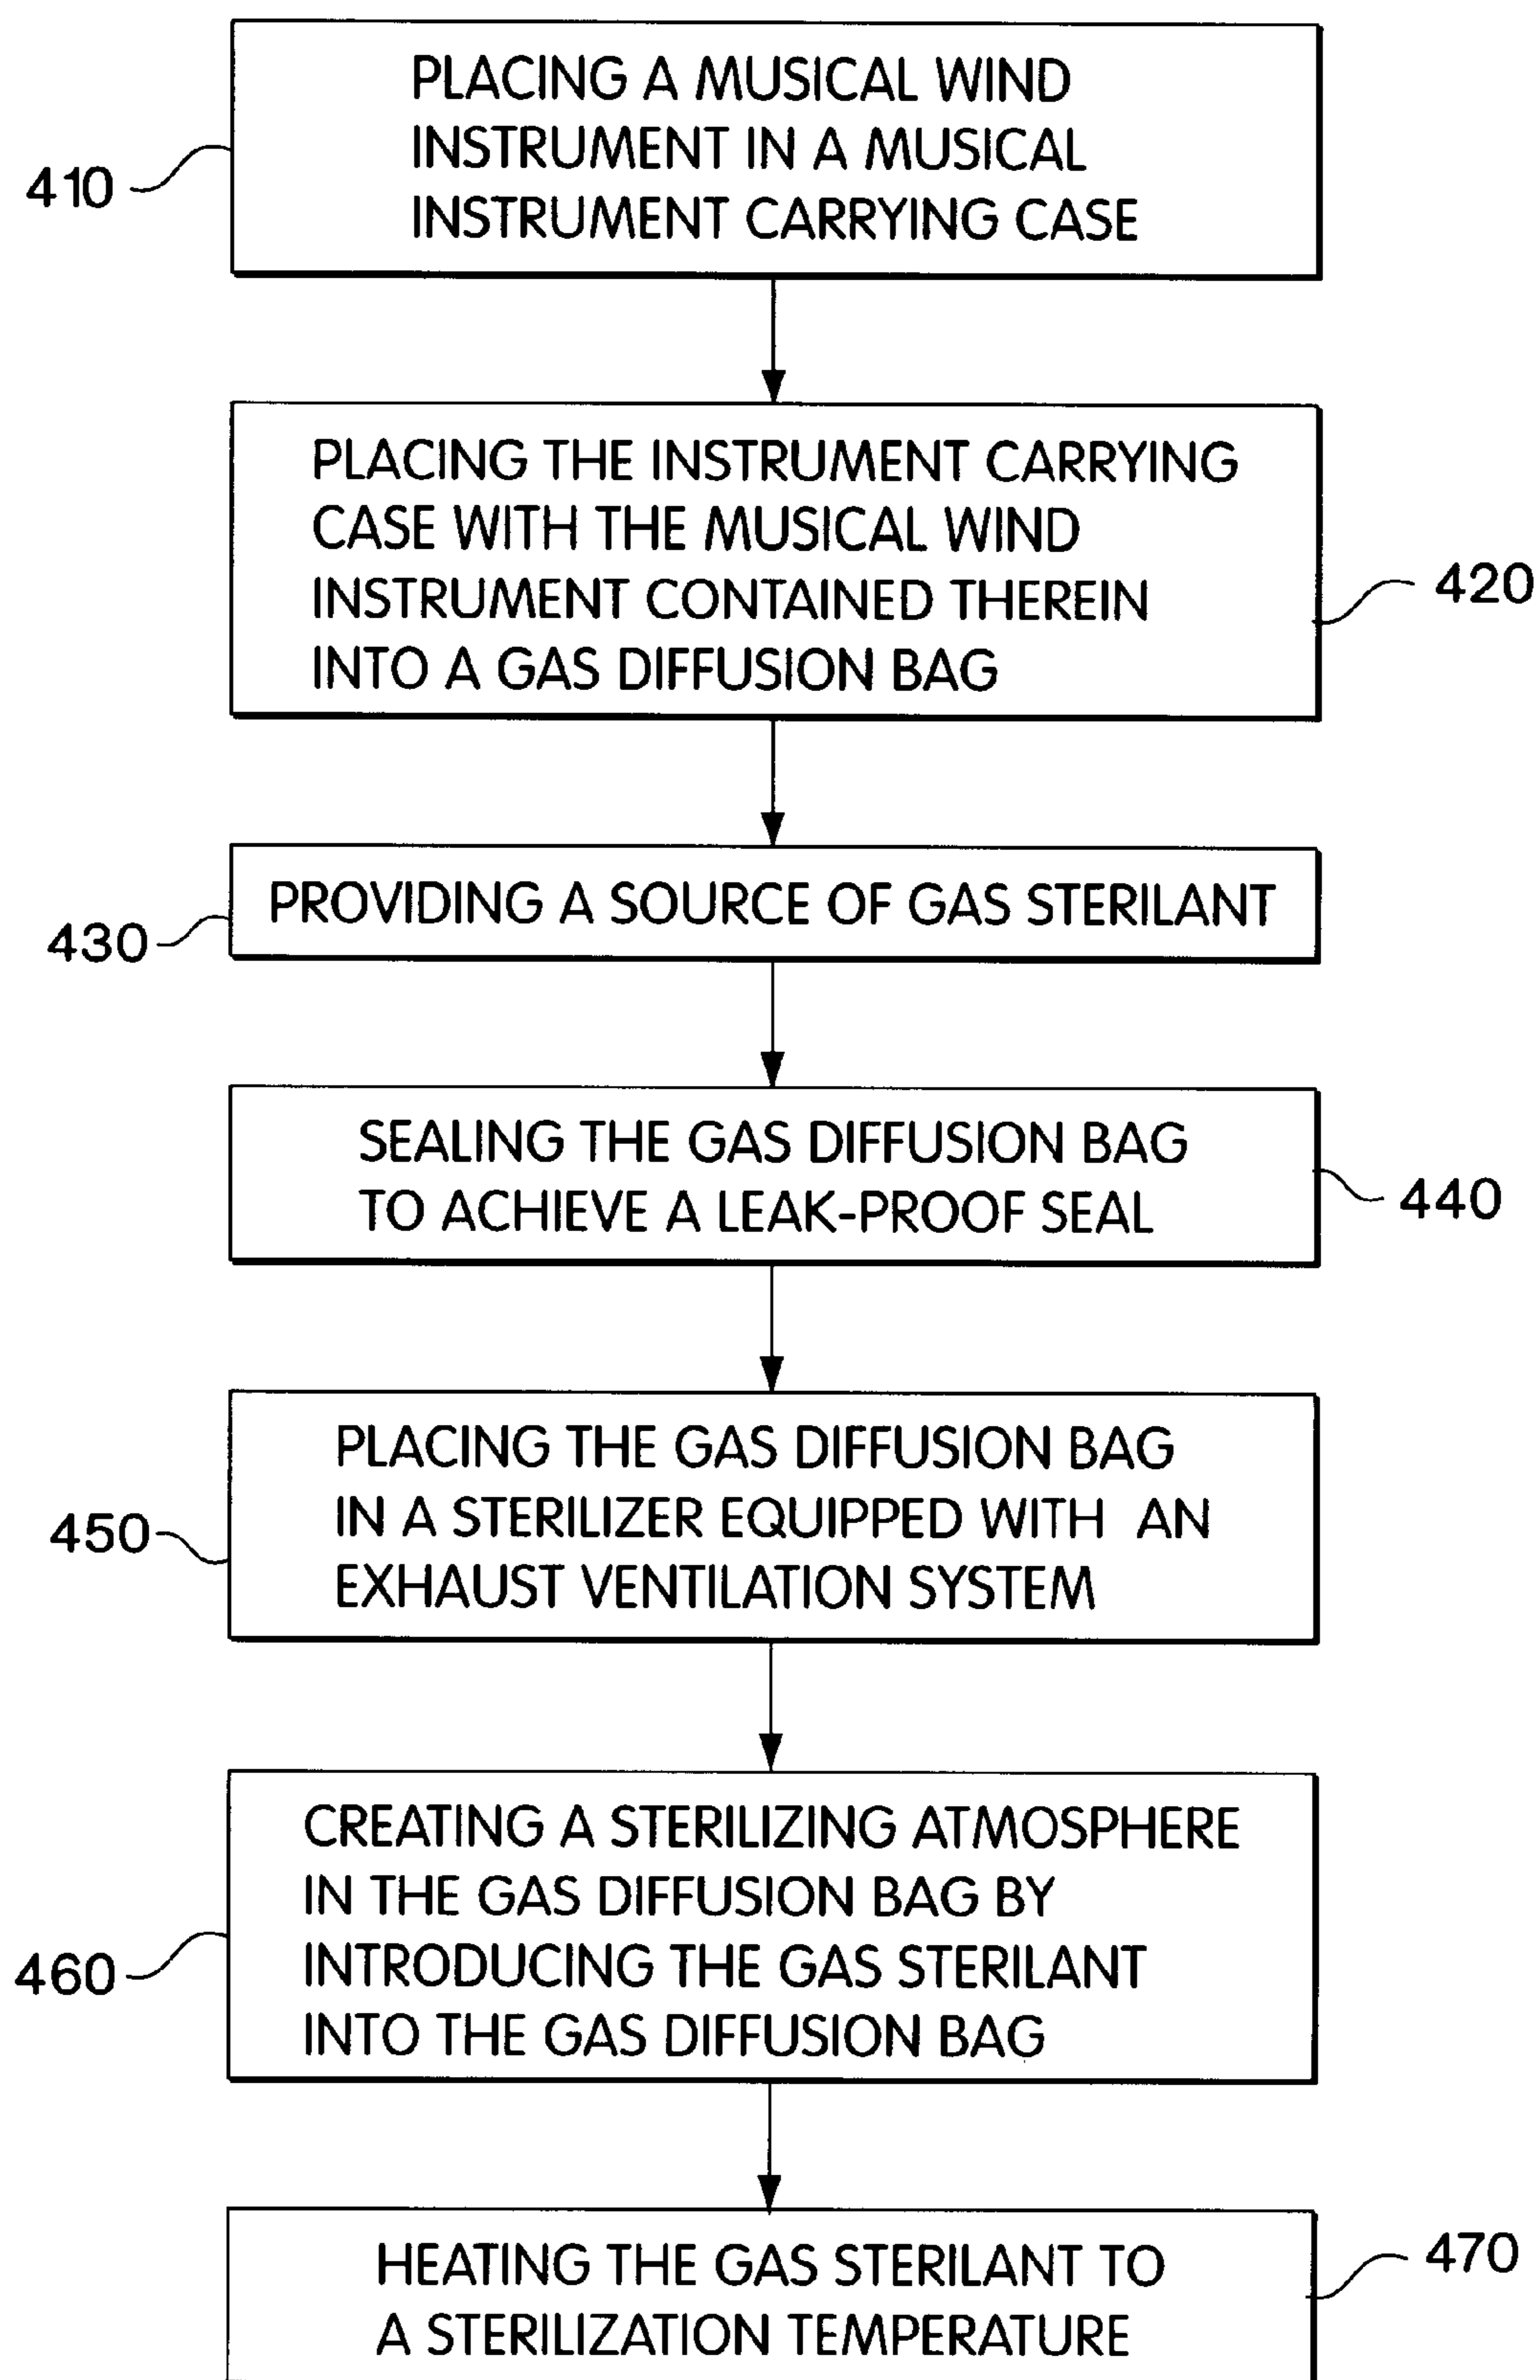 PLACING A MUSICAL WIND
INSTRUMENT IN A MUSICAL
INSTRUMENT CARRYING CASE
410
PLACING THE INSTRUMENT CARRYING
CASE WITH THE MUSICAL WIND
INSTRUMENT CONTAINED THEREIN
INTO A GAS DIFFUSION BAG
420
PROVIDING A SOURCE OF GAS STERILANT
430
SEALING THE GAS DIFFUSION BAG
TO ACHIEVE A LEAK-PROOF SEAL
440
PLACING THE GAS DIFFUSION BAG
IN A STERILIZER EQUIPPED WITH AN
EXHAUST VENTILATION SYSTEM
450
CREATING A STERILIZING ATMOSPHERE
IN THE GAS DIFFUSION BAG BY
INTRODUCING THE GAS STERILANT
INTO THE GAS DIFFUSION BAG
460
HEATING THE GAS STERILANT TO
A STERILIZATION TEMPERATURE
470